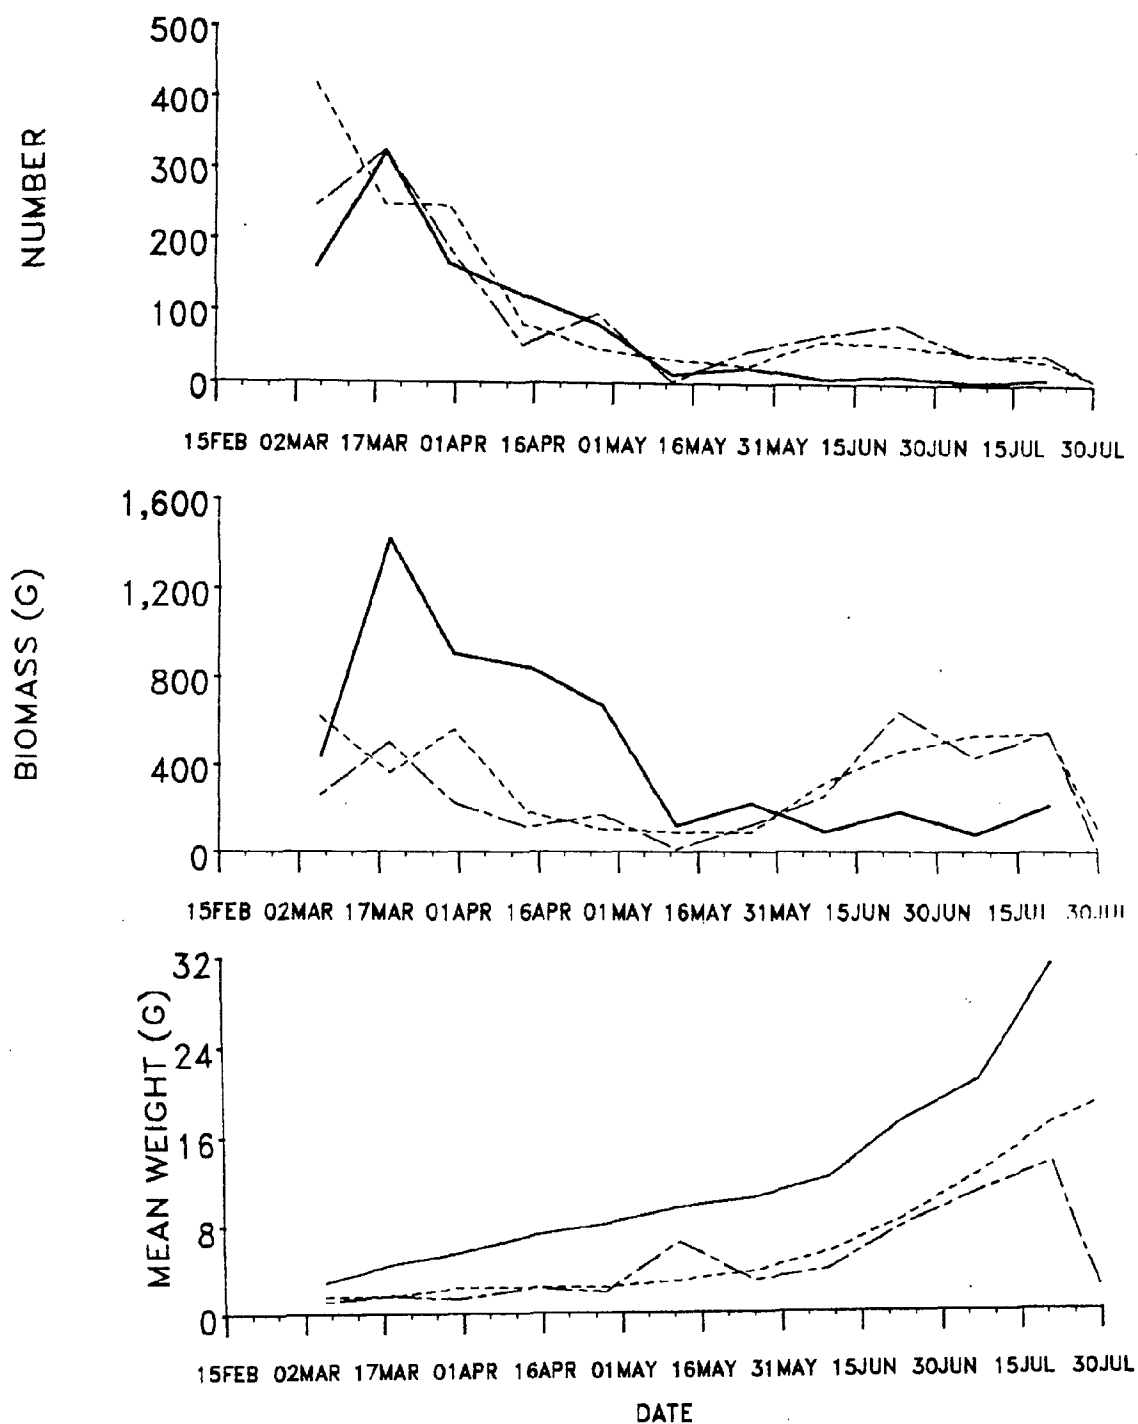 500
400
300
200
100
0
NUMBER
15FEB 02MAR 17MAR 01APR 16APR 01MAY 16MAY 31MAY 15JUN 30JUN 15JUL 30JUL
1,600
1,200
800
400
0
BIOMASS (G)
15FEB 02MAR 17MAR 01APR 16APR 01MAY 16MAY 31MAY 15JUN 30JUN 15JUL 30JUL
32
24
16
8
0
MEAN WEIGHT (G)
15FEB 02MAR 17MAR 01APR 16APR 01MAY 16MAY 31MAY 15JUN 30JUN 15JUL 30JUL
DATE